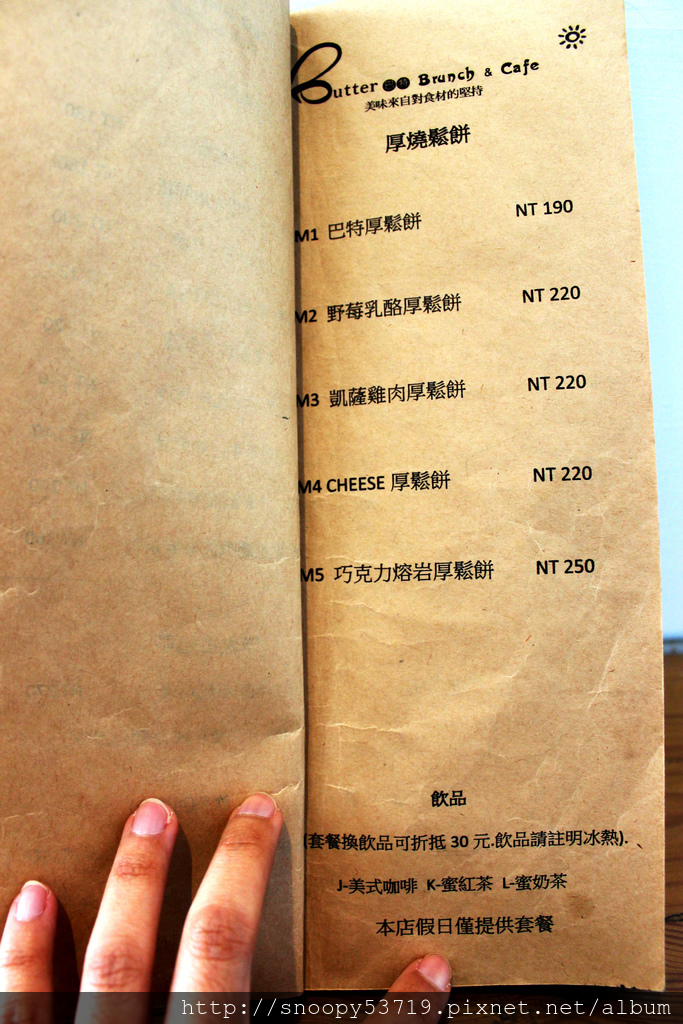 Butter 巴特 Brunch & Cafe
美味來自對食材的堅持
厚燒鬆餅
M1 巴特厚鬆餅 NT 190
M2 野莓乳酪厚鬆餅 NT 220
M3 凱薩雞肉厚鬆餅 NT 220
M4 CHEESE 厚鬆餅 NT 220
M5 巧克力熔岩厚鬆餅 NT 250
飲品
(套餐換飲品可折抵 30 元.飲品請註明冰熱).
J-美式咖啡 K-蜜紅茶 L-蜜奶茶
本店假日僅提供套餐
http://snoopy53719.pixnet.net/album